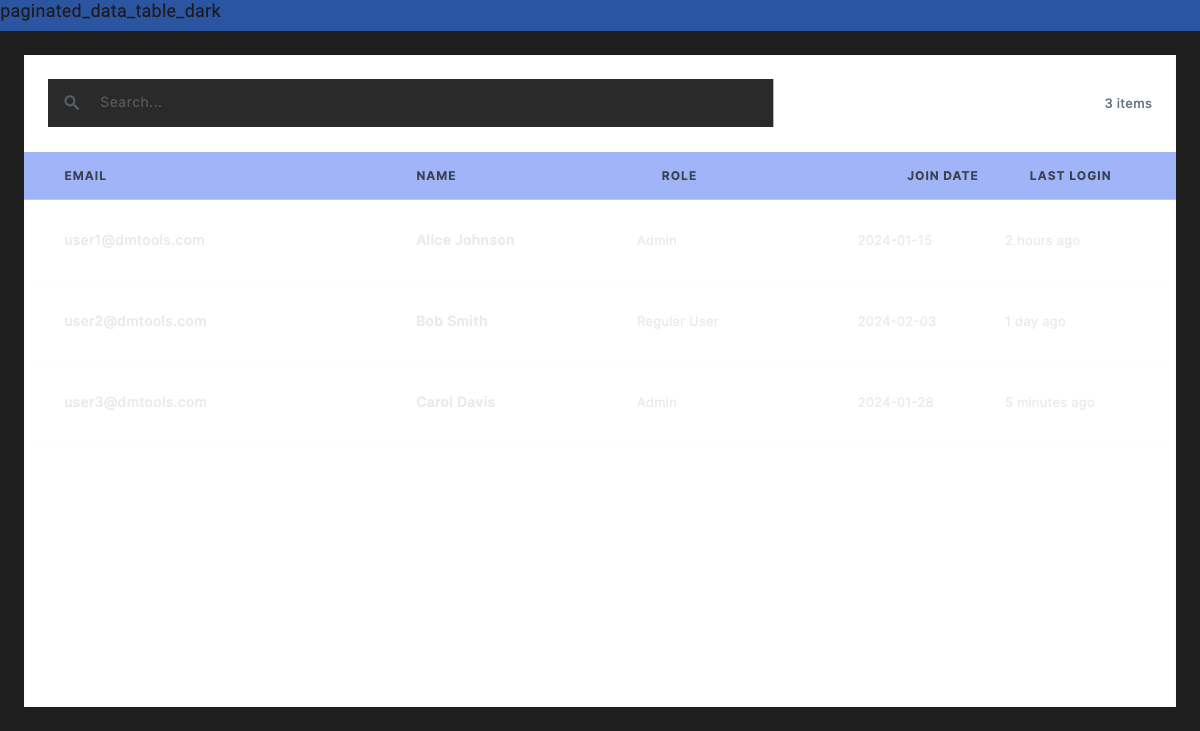 paginated_data_table_dark
Search...
3 items
EMAIL NAME ROLE JOIN DATE LAST LOGIN
user1@dmtools.com Alice Johnson Admin 2024-01-15 2 hours ago
user2@dmtools.com Bob Smith Regular User 2024-02-03 1 day ago
user3@dmtools.com Carol Davis Admin 2024-01-28 5 minutes ago